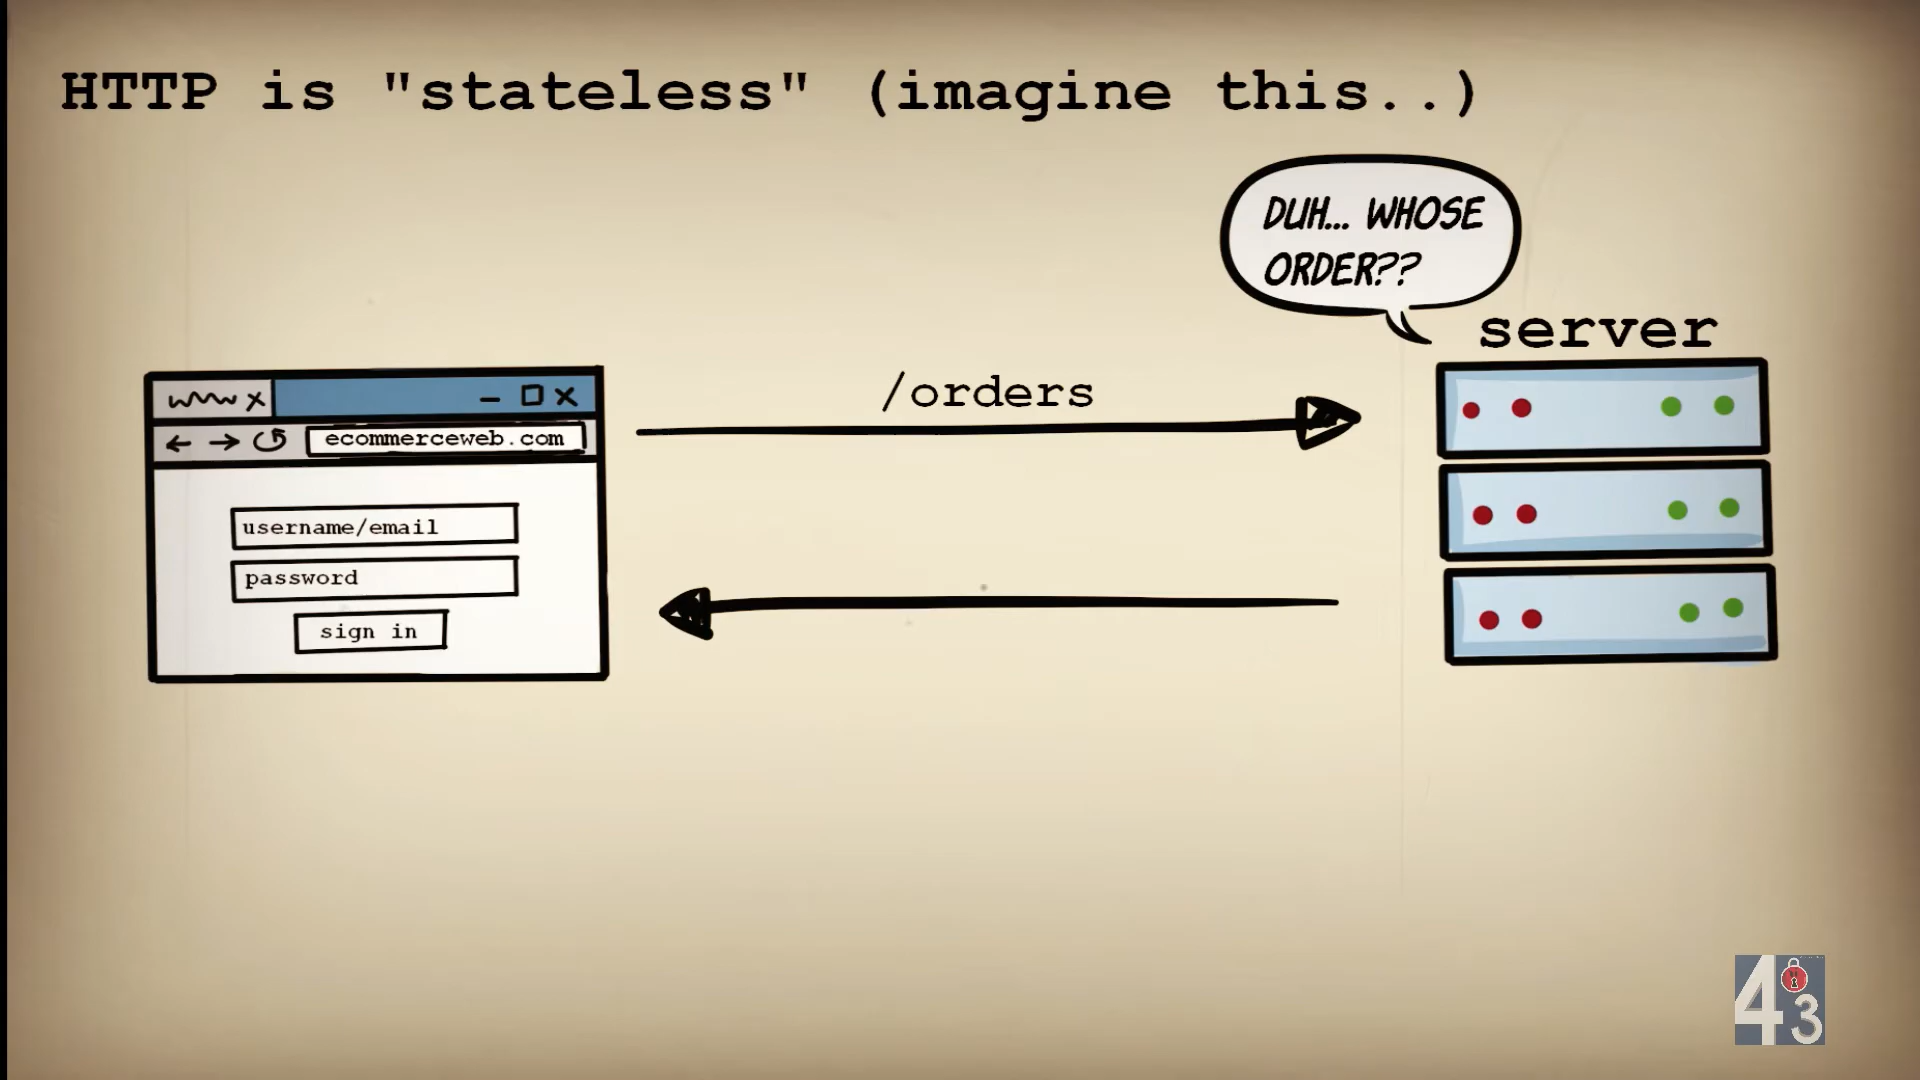 HTTP is "stateless" (imagine this..)
DUH... WHOSE
ORDER??
server
/orders
ecommerceweb.com
username/email
password
sign in
43